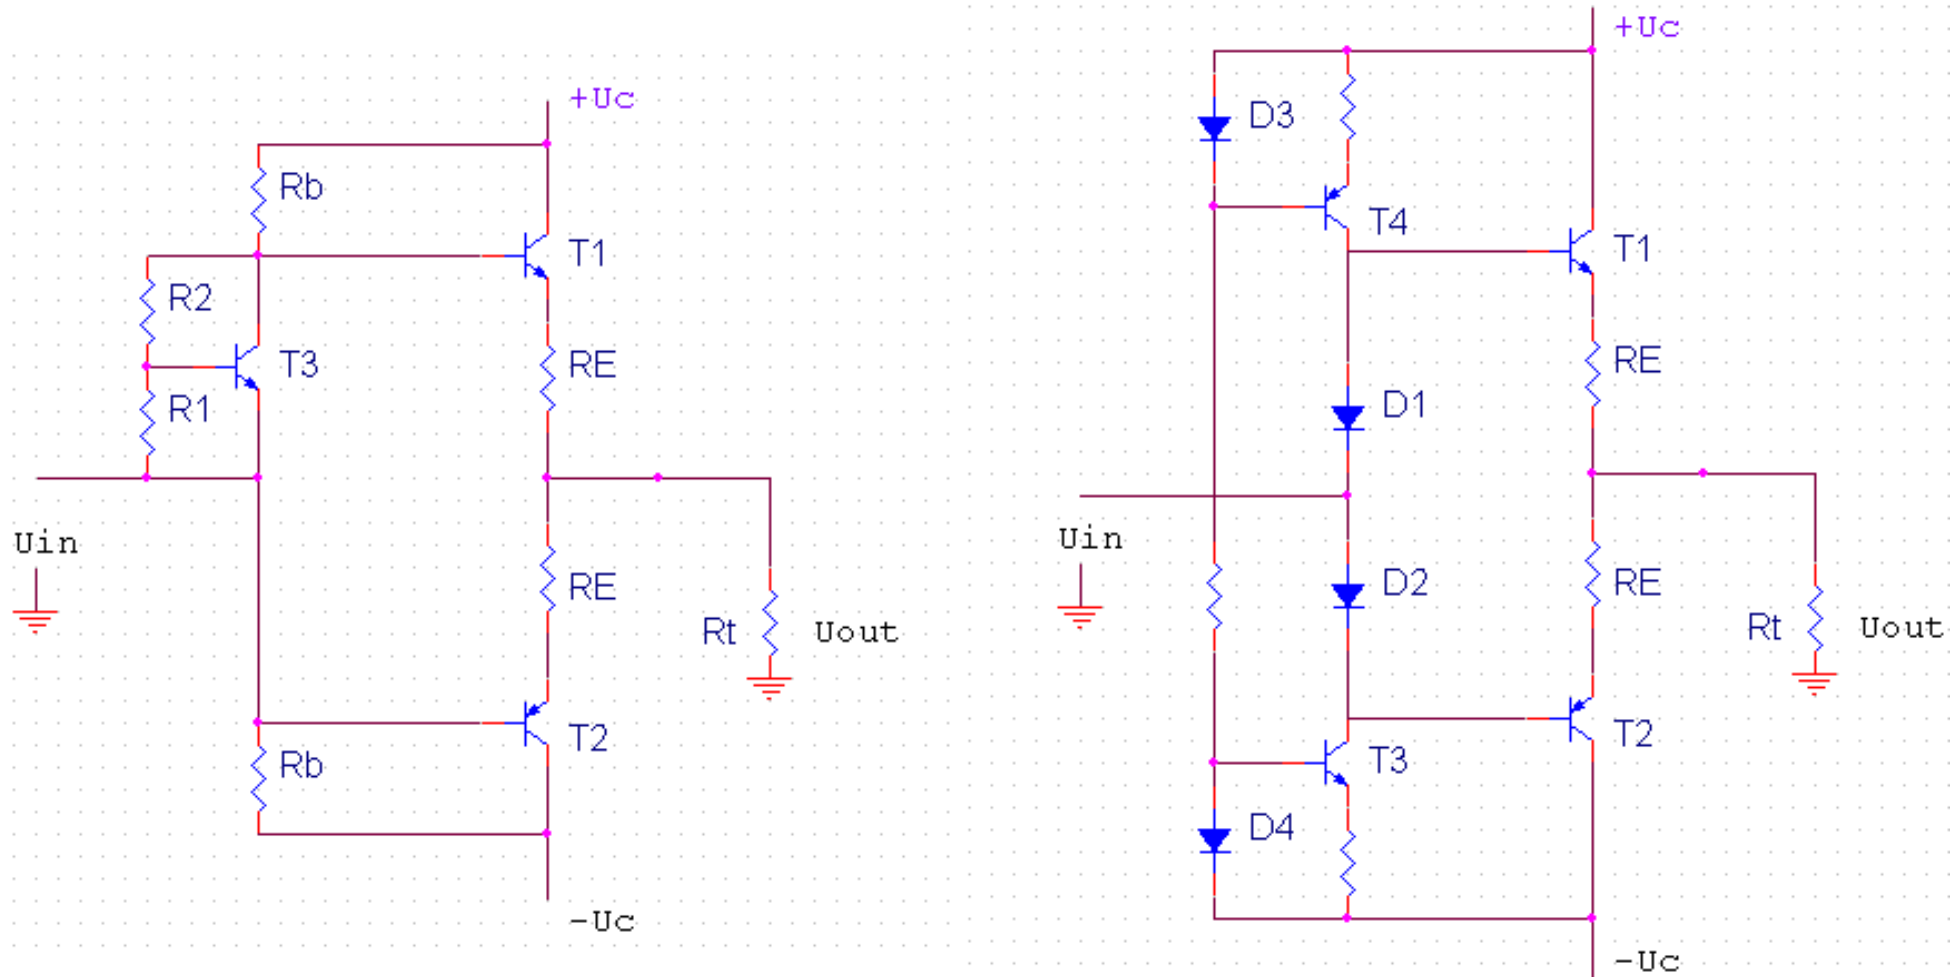 +Uc
Rb
T1
R2
T3
RE
R1
Uin
RE
Rt
Uout
T2
Rb
-Uc
+Uc
D3
T4
T1
RE
D1
Uin
D2
RE
Rt
Uout
T2
T3
D4
-Uc